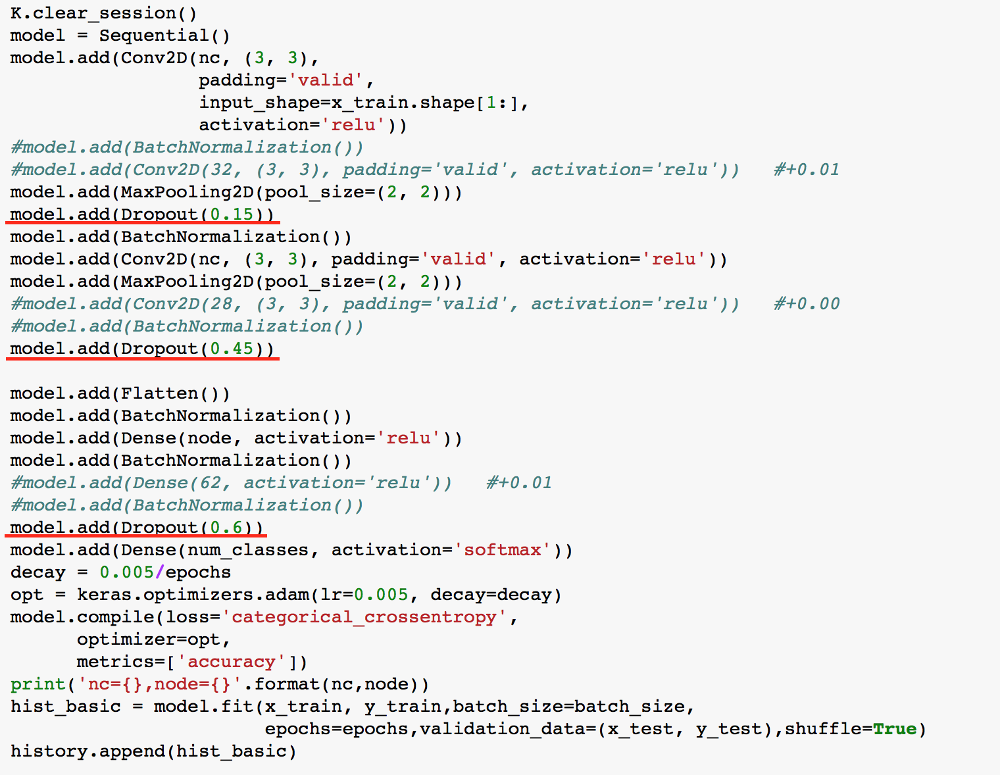 K.clear_session()
model = Sequential()
model.add(Conv2D(nc, (3, 3),
                 padding='valid',
                 input_shape=x_train.shape[1:],
                 activation='relu'))
#model.add(BatchNormalization())
#model.add(Conv2D(32, (3, 3), padding='valid', activation='relu'))   #+0.01
model.add(MaxPooling2D(pool_size=(2, 2)))
model.add(Dropout(0.15))
model.add(BatchNormalization())
model.add(Conv2D(nc, (3, 3), padding='valid', activation='relu'))
model.add(MaxPooling2D(pool_size=(2, 2)))
#model.add(Conv2D(28, (3, 3), padding='valid', activation='relu'))   #+0.00
#model.add(BatchNormalization())
model.add(Dropout(0.45))

model.add(Flatten())
model.add(BatchNormalization())
model.add(Dense(node, activation='relu'))
model.add(BatchNormalization())
#model.add(Dense(62, activation='relu'))   #+0.01
#model.add(BatchNormalization())
model.add(Dropout(0.6))
model.add(Dense(num_classes, activation='softmax'))
decay = 0.005/epochs
opt = keras.optimizers.adam(lr=0.005, decay=decay)
model.compile(loss='categorical_crossentropy',
      optimizer=opt,
      metrics=['accuracy'])
print('nc={},node={}'.format(nc,node))
hist_basic = model.fit(x_train, y_train,batch_size=batch_size,
                       epochs=epochs,validation_data=(x_test, y_test),shuffle=True)
history.append(hist_basic)